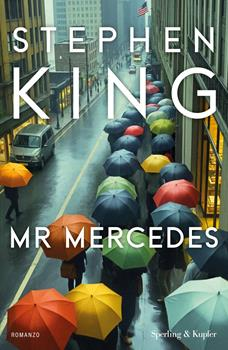 STEPHEN
KING
MR MERCEDES
ROMANZO
Sperling & Kupfer